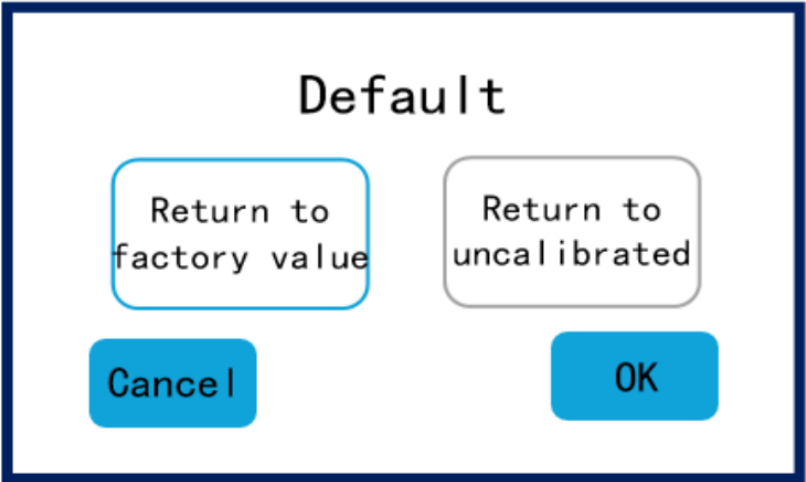 Default
Return to
factory value
Return to
uncalibrated
Cancel
OK